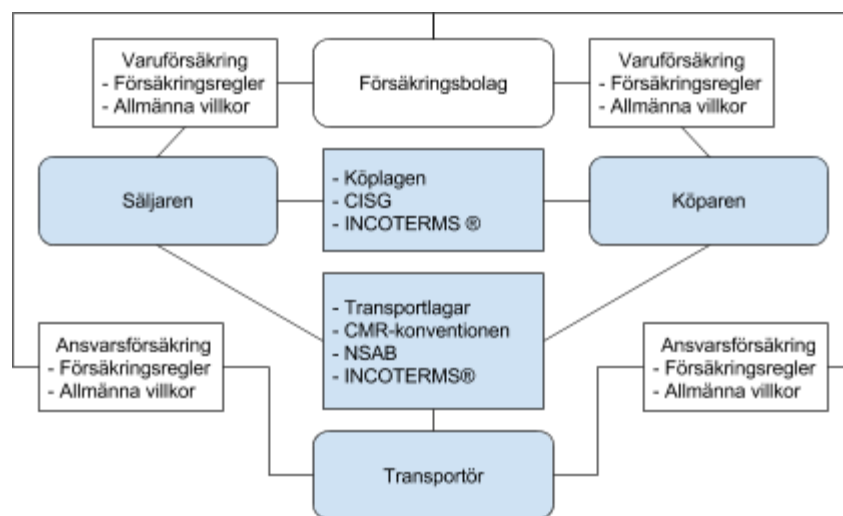 Varuförsäkring
- Försäkringsregler
- Allmänna villkor
Försäkringsbolag
Varuförsäkring
- Försäkringsregler
- Allmänna villkor
Säljaren
- Köplagen
- CISG
- INCOTERMS ®
Köparen
- Transportlagar
- CMR-konventionen
- NSAB
- INCOTERMS®
Ansvarsförsäkring
- Försäkringsregler
- Allmänna villkor
Ansvarsförsäkring
- Försäkringsregler
- Allmänna villkor
Transportör